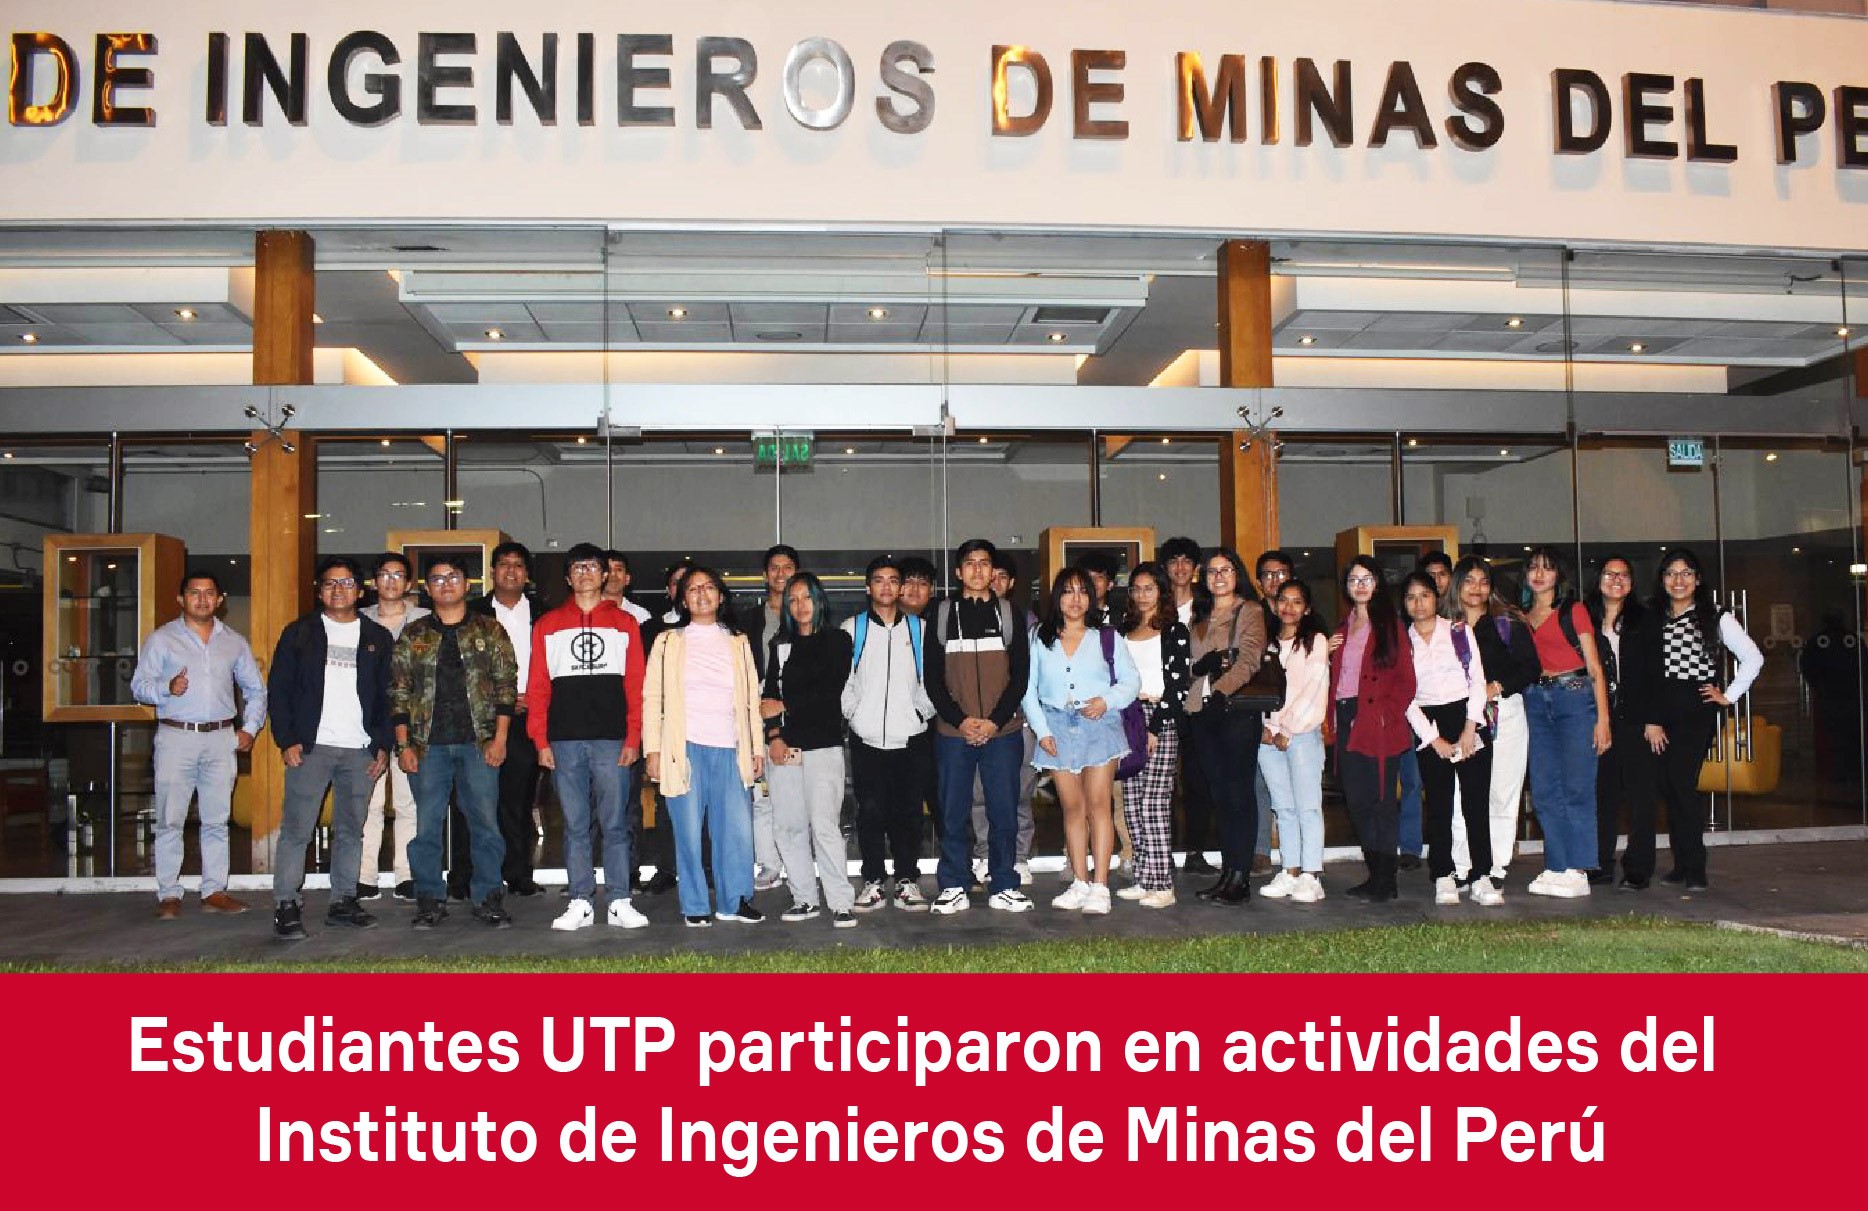 DE INGENIEROS DE MINAS DEL PE
SALIDA
SALIDA
Estudiantes UTP participaron en actividades del
Instituto de Ingenieros de Minas del Perú